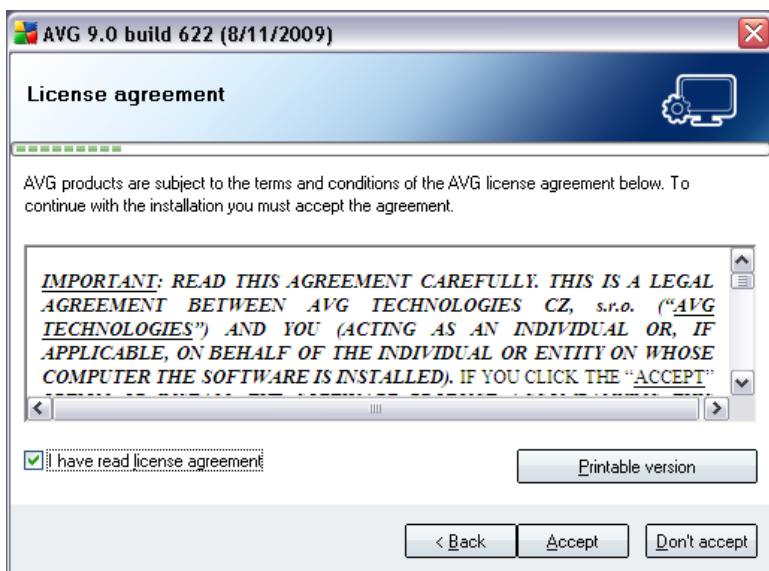 AVG 9.0 build 622 (8/11/2009)
License agreement
AVG products are subject to the terms and conditions of the AVG license agreement below. To
continue with the installation you must accept the agreement.
IMPORTANT: READ THIS AGREEMENT CAREFULLY. THIS IS A LEGAL
AGREEMENT BETWEEN AVG TECHNOLOGIES CZ, s.r.o. (“AVG
TECHNOLOGIES”) AND YOU (ACTING AS AN INDIVIDUAL OR, IF
APPLICABLE, ON BEHALF OF THE INDIVIDUAL OR ENTITY ON WHOSE
COMPUTER THE SOFTWARE IS INSTALLED). IF YOU CLICK THE “ACCEPT”
I have read license agreement
Printable version
< Back
Accept
Don't accept